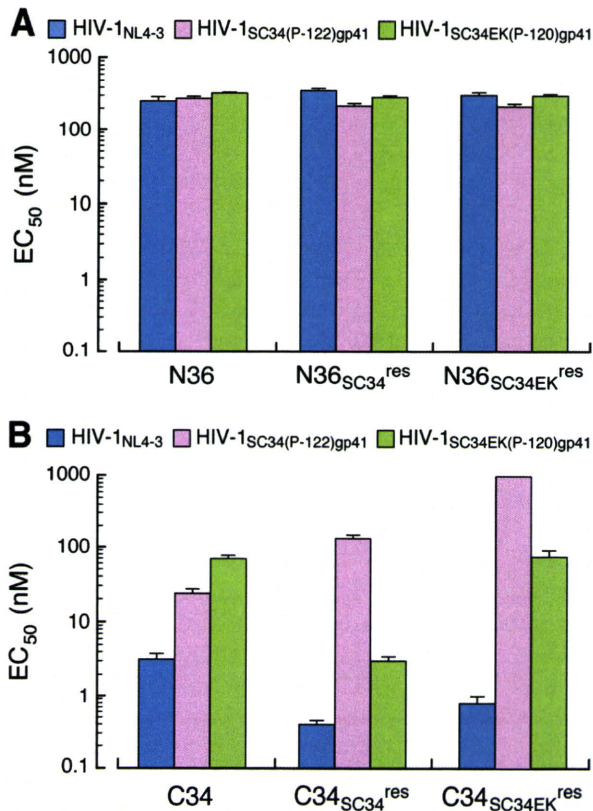 A HIV-1NL4-3 HIV-1SC34(P-122)gp41 HIV-1SC34EK(P-120)gp41
1000
100
10
1
0.1
EC50 (nM)
N36 N36SC34res N36SC34EKres
B HIV-1NL4-3 HIV-1SC34(P-122)gp41 HIV-1SC34EK(P-120)gp41
1000
100
10
1
0.1
EC50 (nM)
C34 C34SC34res C34SC34EKres